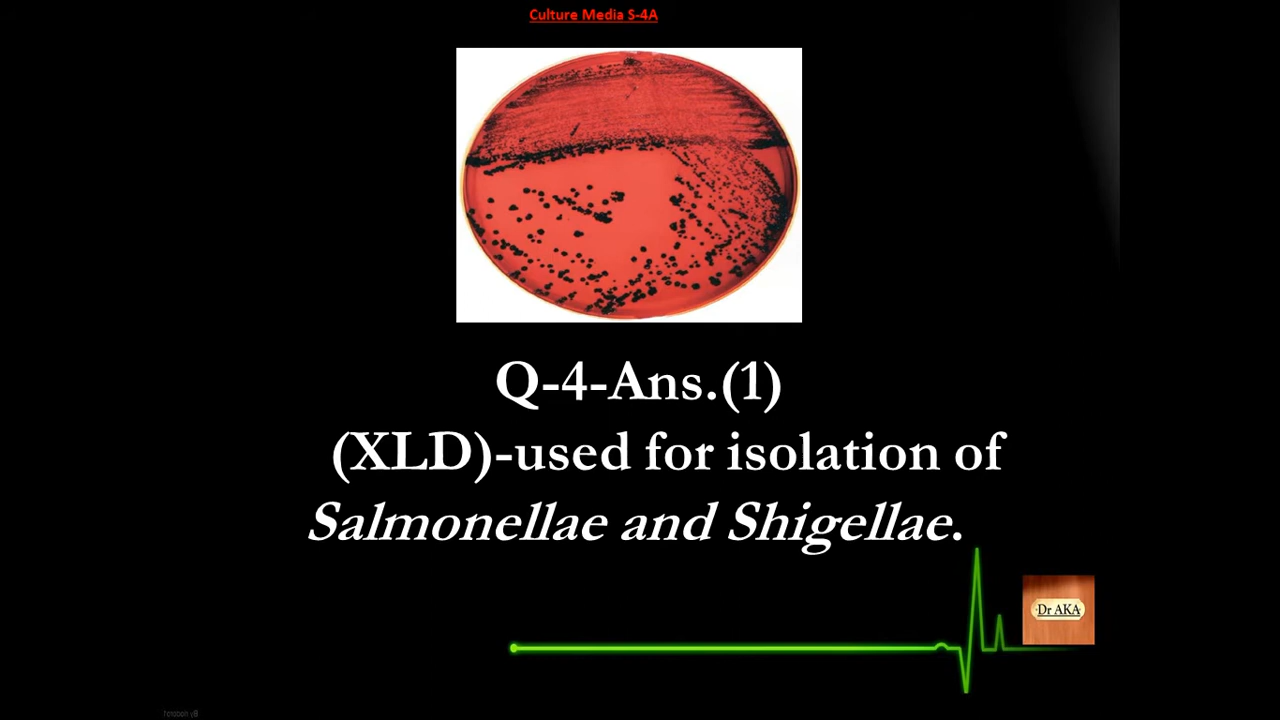 Culture Media S-4A
Q-4-Ans.(1)
(XLD)-used for isolation of
Salmonellae and Shigellae.
Dr AKA